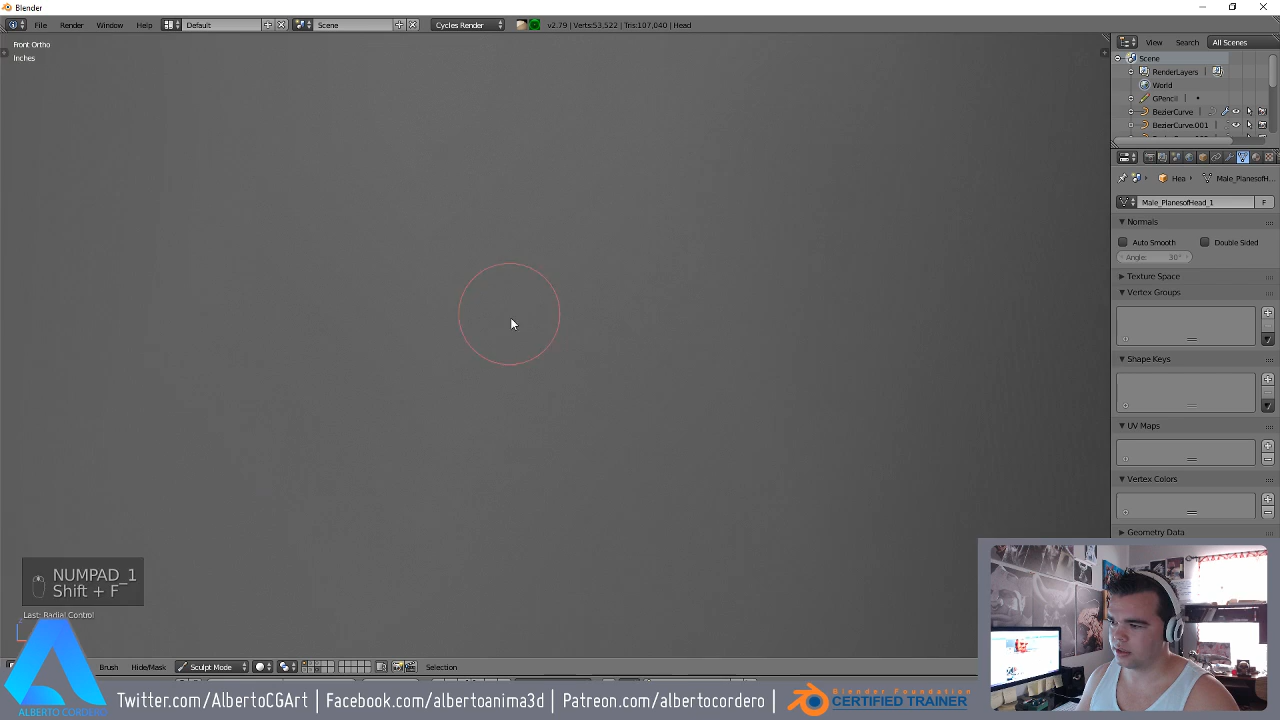 Blender
File Render Window Help Default Scene Cycles Render v2.79 | Verts:53,522 | Tris:107,040 | Head
View Search All Scenes
Front Ortho
Inches
Scene
RenderLayers
World
GPencil
BezierCurve
BezierCurve.001
Hea Male_PlanesofH...
Male_PlanesofHead_1 F
Normals
Auto Smooth Double Sided
Angle: 30°
Texture Space
Vertex Groups
Shape Keys
UV Maps
Vertex Colors
Geometry Data
NUMPAD_1
Shift + F
Last: Radial Control
Brush Hide/Mask Sculpt Mode Selection
ALBERTO CORDERO
Twitter.com/AlbertoCGArt | Facebook.com/albertoanima3d | Patreon.com/albertocordero |
Blender Foundation
CERTIFIED TRAINER